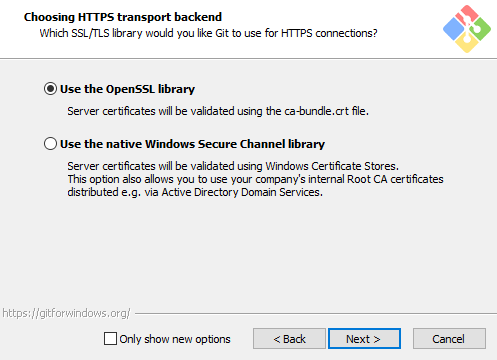 Choosing HTTPS transport backend
Which SSL/TLS library would you like Git to use for HTTPS connections?
Use the OpenSSL library
Server certificates will be validated using the ca-bundle.crt file.
Use the native Windows Secure Channel library
Server certificates will be validated using Windows Certificate Stores.
This option also allows you to use your company's internal Root CA certificates
distributed e.g. via Active Directory Domain Services.
https://gitforwindows.org/
Only show new options
< Back
Next >
Cancel